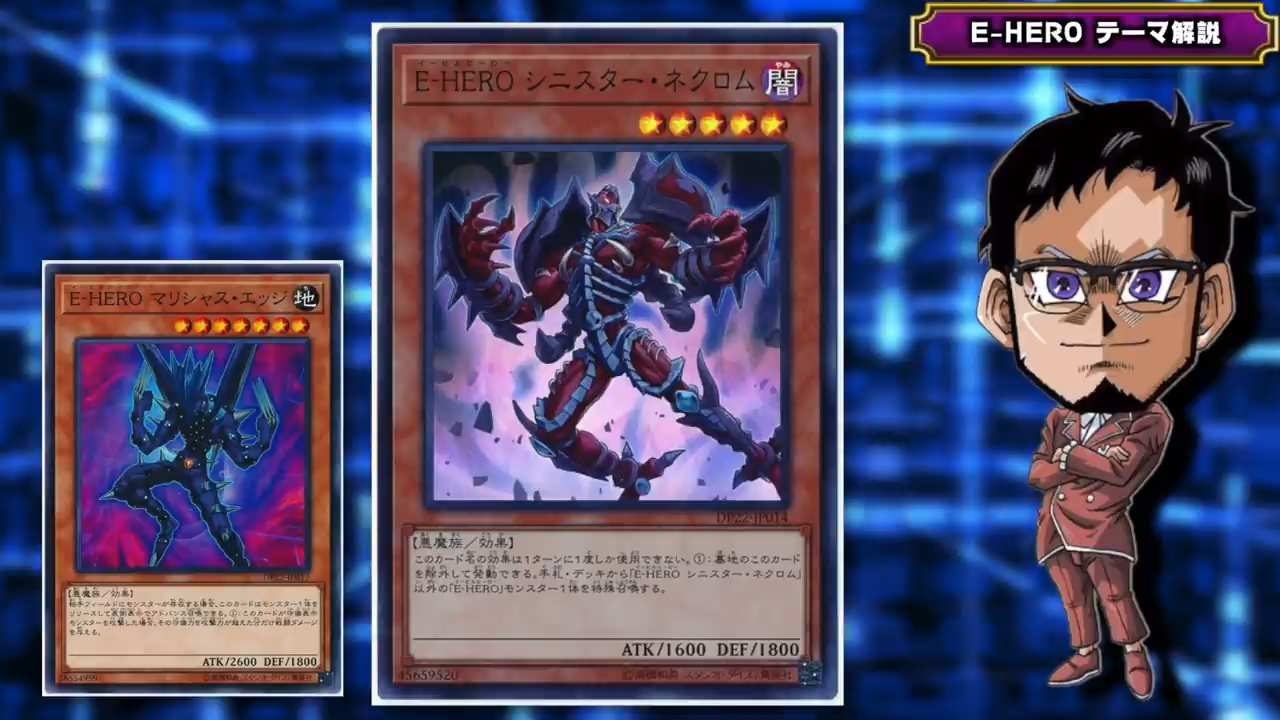 E-HERO テーマ解説
イービルヒーロー
E-HERO シニスター・ネクロム
やみ
闇
DP22-JP014
【悪魔族／効果】
このカード名の効果は1ターンに1度しか使用できない。①:墓地のこのカード
を除外して発動できる。手札・デッキから「E-HERO シニスター・ネクロム」
以外の「E-HERO」モンスター1体を特殊召喚する。
ATK/1600 DEF/1800
45659520
E-HERO マリシャス・エッジ
地
【悪魔族／効果】
相手フィールドにモンスターが存在する場合、このカードはモンスター1体を
リリースして表側表示でアドバンス召喚できる。①:このカードが守備表示
モンスターを攻撃した場合、その守備力を攻撃力が超えた分だけ戦闘ダメージ
を与える。
ATK/2600 DEF/1800